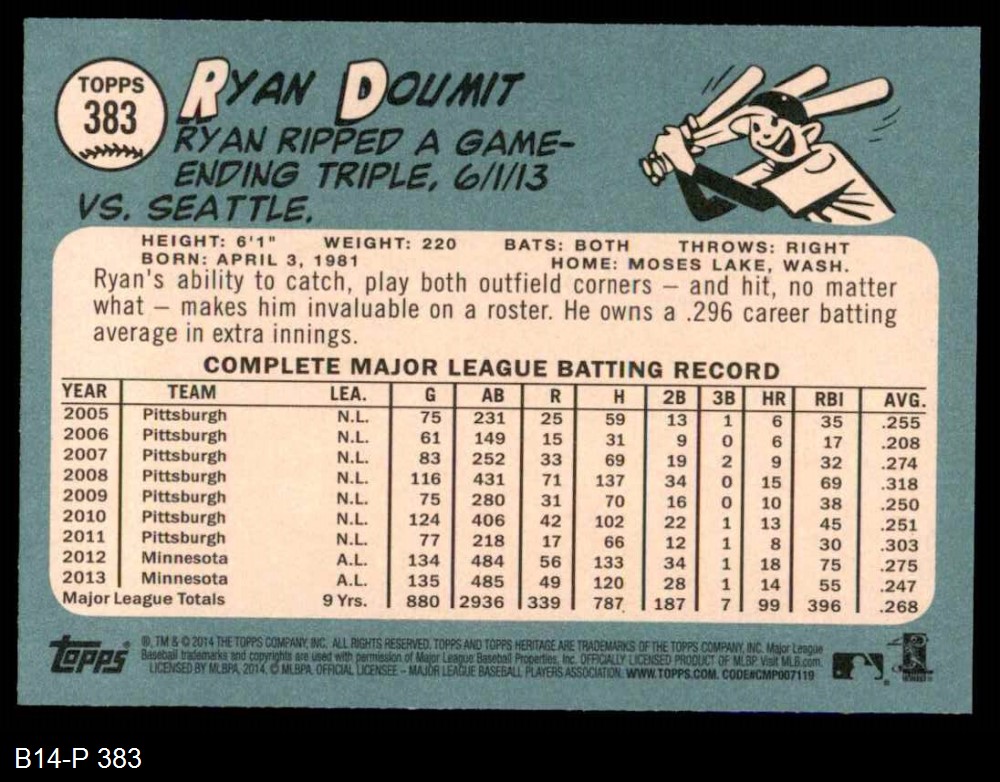 TOPPS
383
RYAN DOUMIT
RYAN RIPPED A GAME-
ENDING TRIPLE, 6/1/13
VS. SEATTLE.
HEIGHT: 6'1" WEIGHT: 220 BATS: BOTH THROWS: RIGHT
BORN: APRIL 3, 1981 HOME: MOSES LAKE, WASH.
Ryan's ability to catch, play both outfield corners – and hit, no matter
what – makes him invaluable on a roster. He owns a .296 career batting
average in extra innings.
COMPLETE MAJOR LEAGUE BATTING RECORD
YEAR TEAM LEA. G AB R H 2B 3B HR RBI AVG.
2005 Pittsburgh N.L. 75 231 25 59 13 1 6 35 .255
2006 Pittsburgh N.L. 61 149 15 31 9 0 6 17 .208
2007 Pittsburgh N.L. 83 252 33 69 19 2 9 32 .274
2008 Pittsburgh N.L. 116 431 71 137 34 0 15 69 .318
2009 Pittsburgh N.L. 75 280 31 70 16 0 10 38 .250
2010 Pittsburgh N.L. 124 406 42 102 22 1 13 45 .251
2011 Pittsburgh N.L. 77 218 17 66 12 1 8 30 .303
2012 Minnesota A.L. 134 484 56 133 34 1 18 75 .275
2013 Minnesota A.L. 135 485 49 120 28 1 14 55 .247
Major League Totals 9 Yrs. 880 2936 339 787 187 7 99 396 .268
Topps ®, TM & © 2014 THE TOPPS COMPANY, INC. ALL RIGHTS RESERVED. TOPPS AND TOPPS HERITAGE ARE TRADEMARKS OF THE TOPPS COMPANY, INC. Major League
Baseball trademarks and copyrights are used with permission of Major League Baseball Properties, Inc. OFFICIALLY LICENSED PRODUCT OF MLBP. Visit MLB.com.
LICENSED BY MLBPA, 2014. © MLBPA. OFFICIAL LICENSEE – MAJOR LEAGUE BASEBALL PLAYERS ASSOCIATION. WWW.TOPPS.COM. CODE#CMP007119
B14-P 383